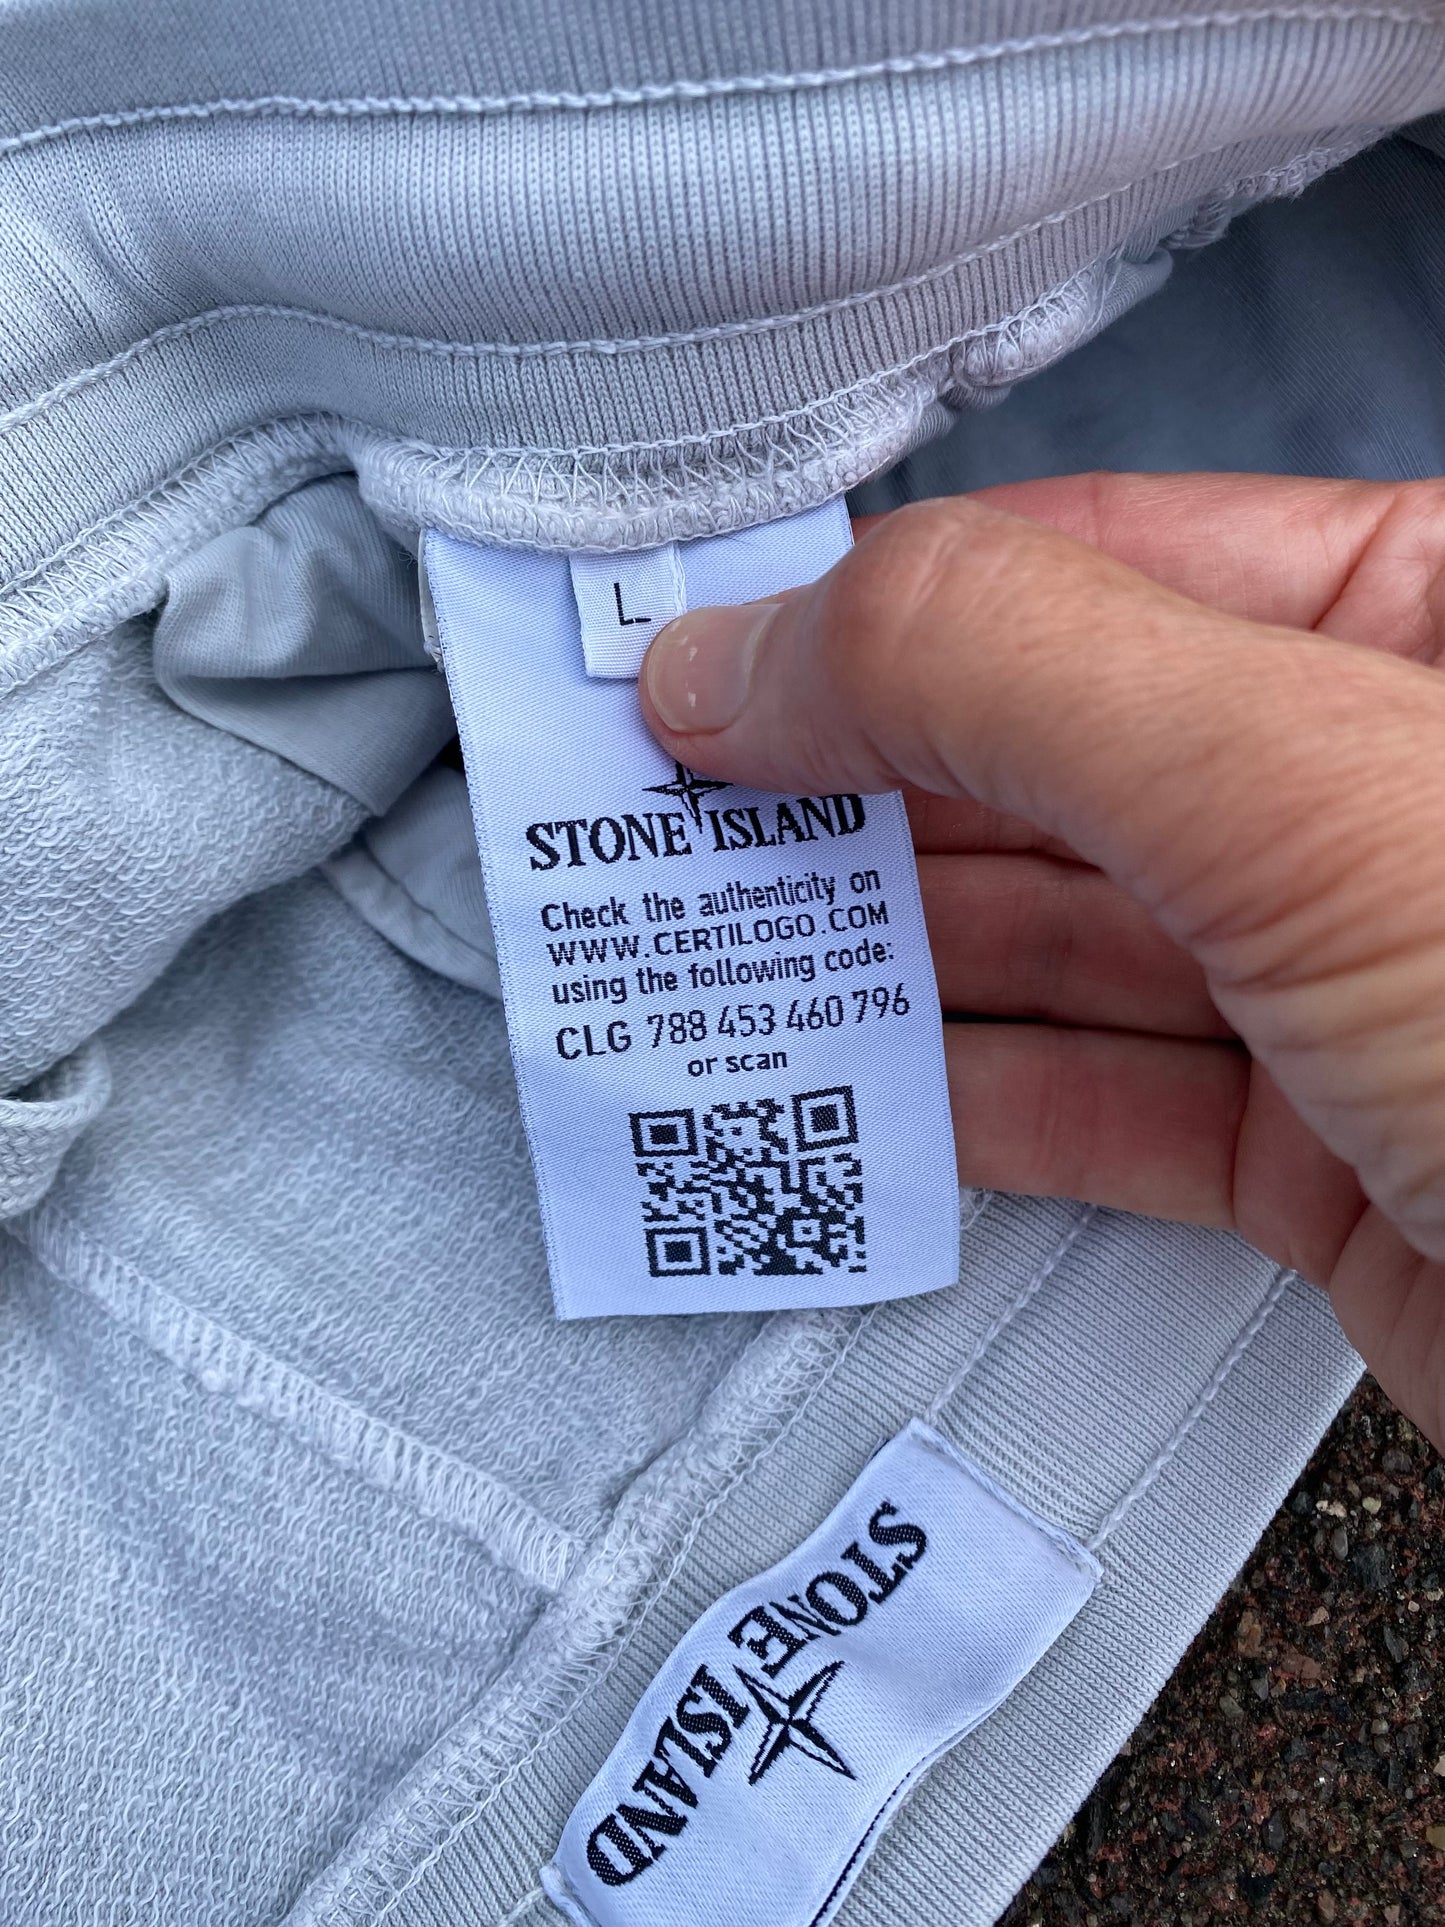 L
STONE ISLAND
Check the authenticity on
WWW.CERTILOGO.COM
using the following code:
CLG 788 453 460 796
or scan
STONE ISLAND